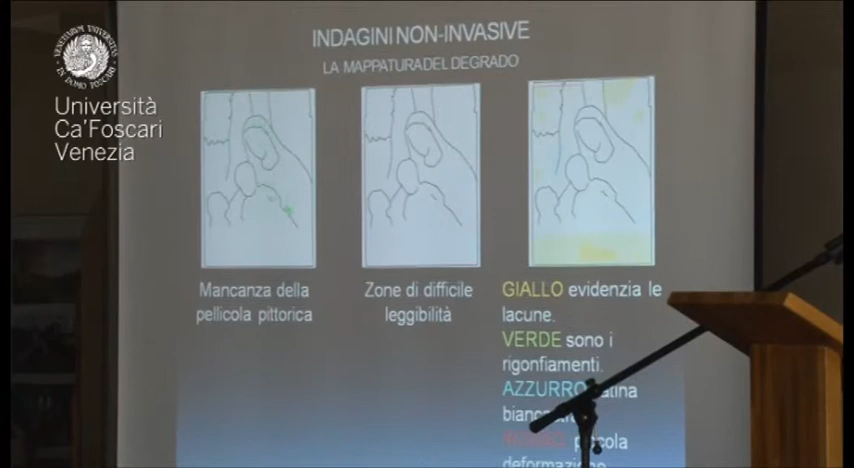 INDAGINI NON-INVASIVE
LA MAPPATURA DEL DEGRADO
Università
Ca'Foscari
Venezia
Mancanza della
pellicola pittorica
Zone di difficile
leggibilità
GIALLO evidenzia le
lacune.
VERDE sono i
rigonfiamenti.
AZZURRO
deformazione